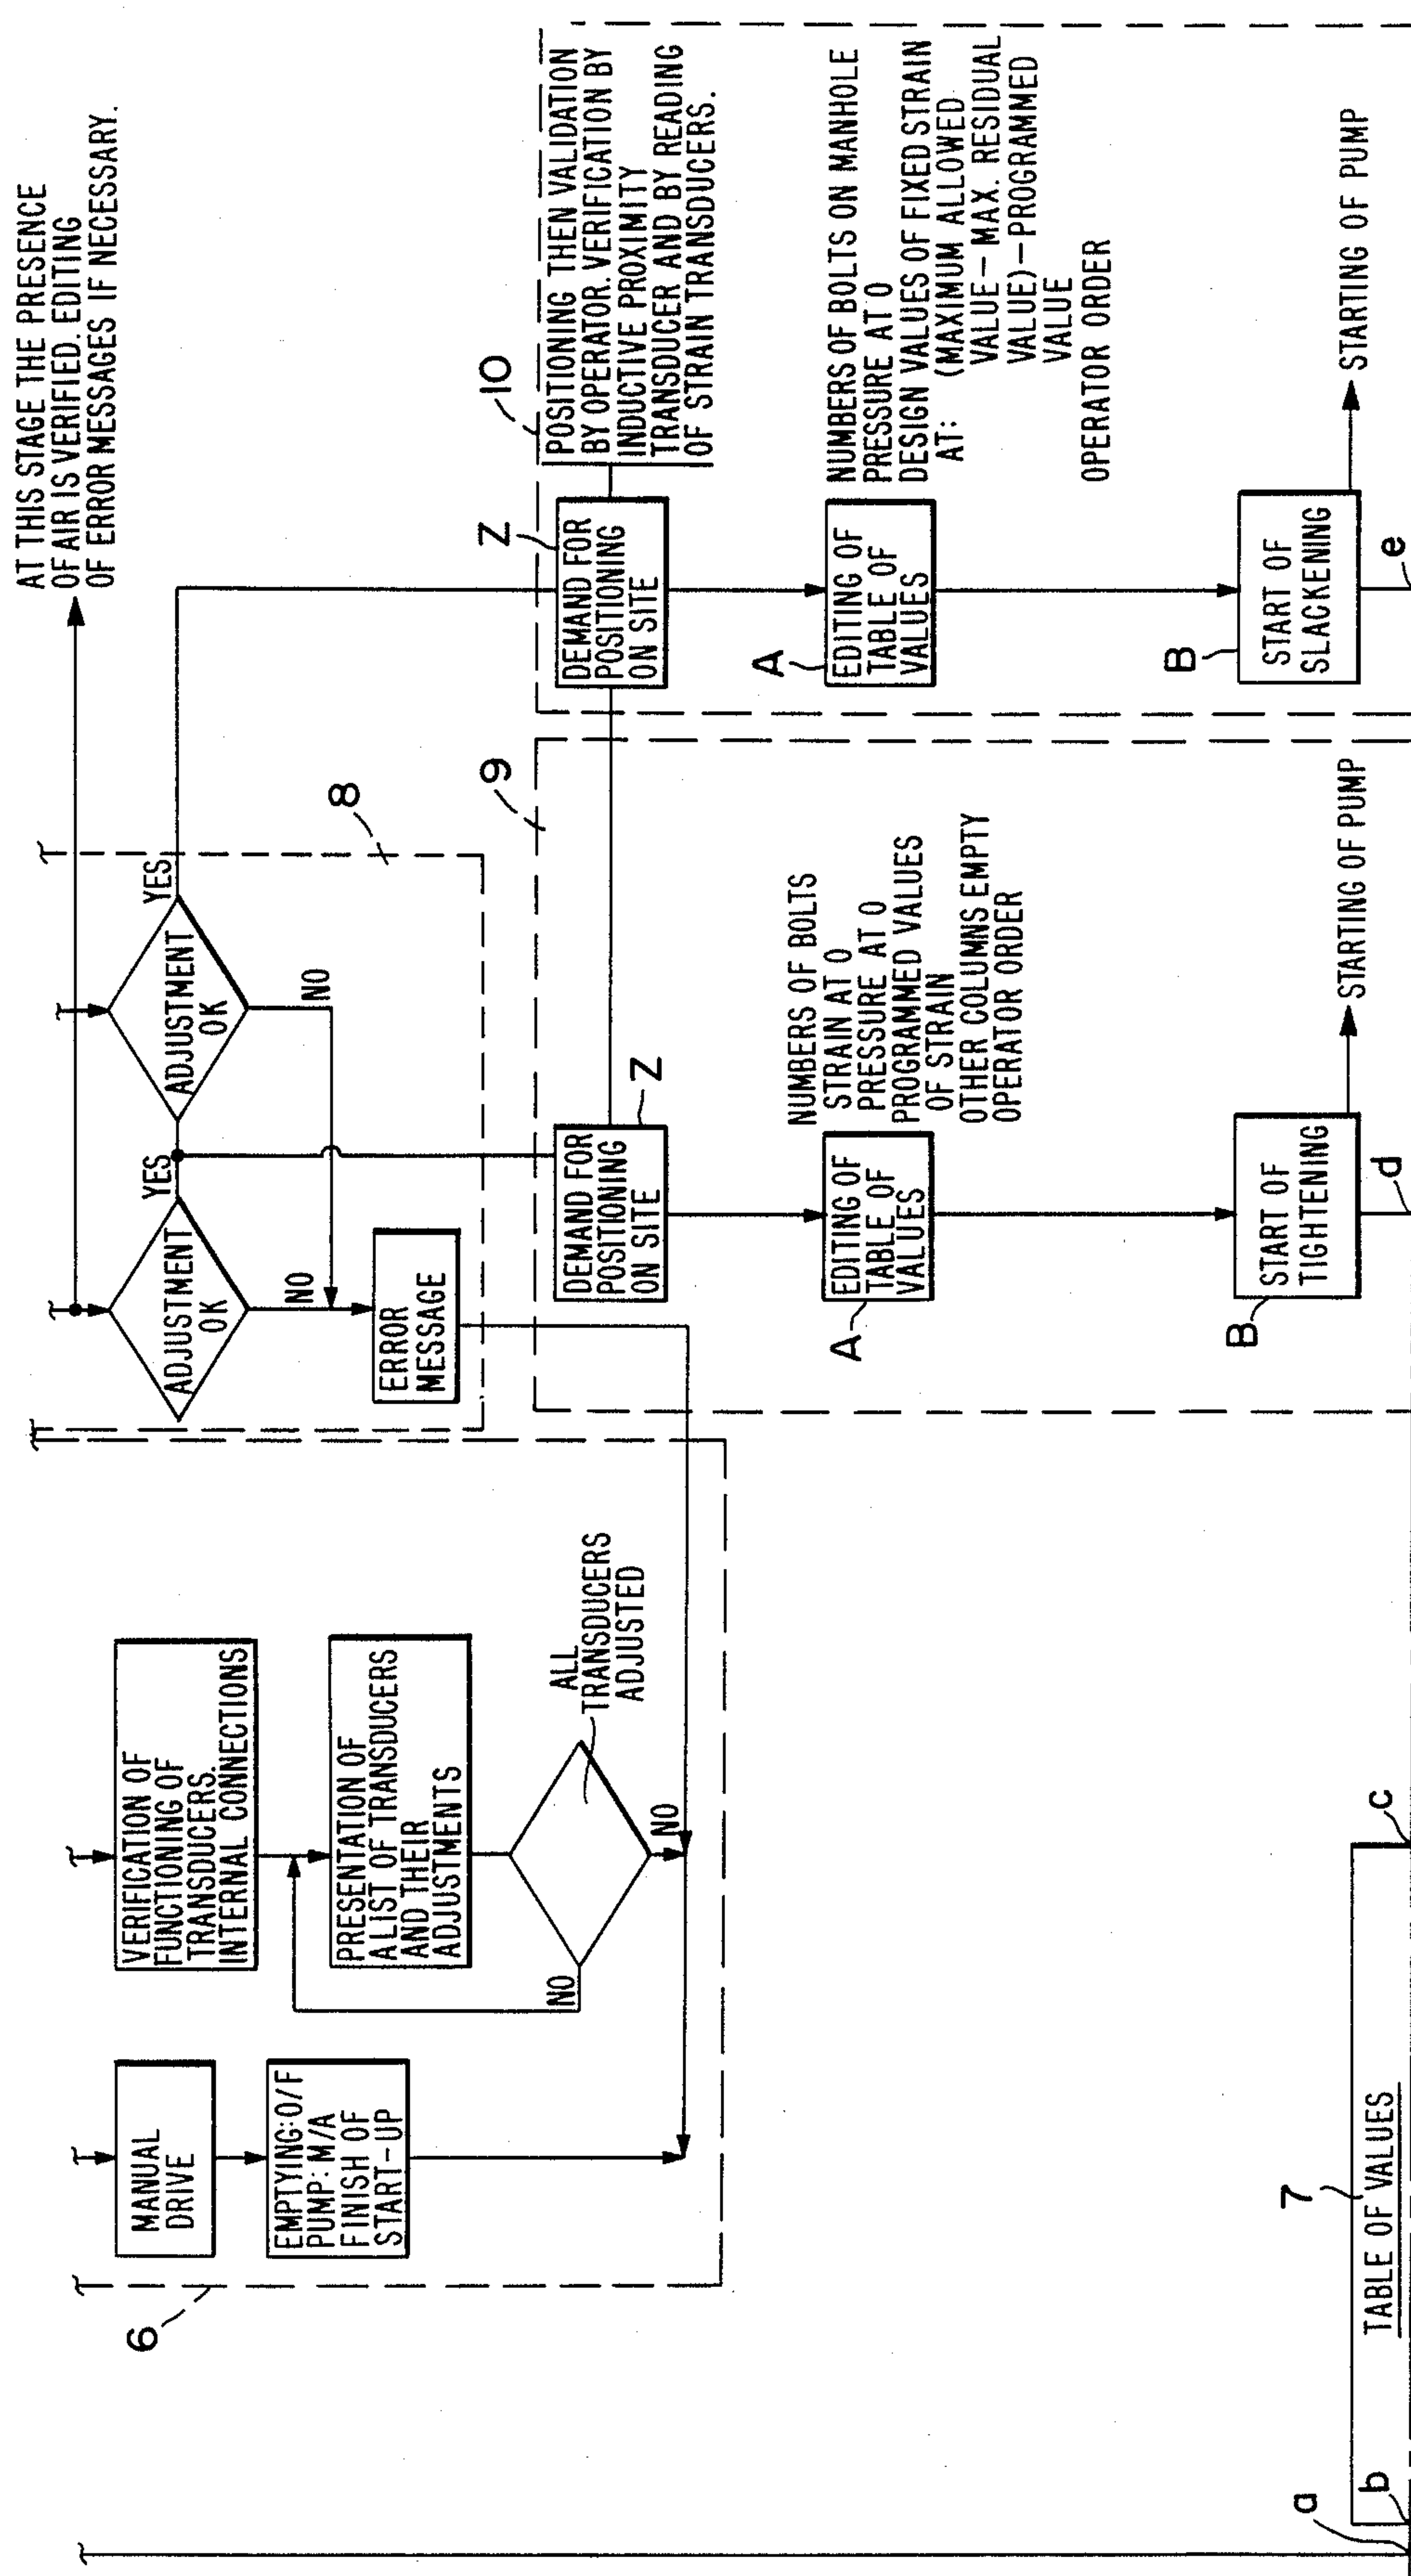 AT THIS STAGE THE PRESENCE
OF AIR IS VERIFIED. EDITING
OF ERROR MESSAGES IF NECESSARY.
MANUAL
DRIVE
EMPTYING:O/F
PUMP:M/A
FINISH OF
START-UP
6
VERIFICATION OF
FUNCTIONING OF
TRANSDUCERS.
INTERNAL CONNECTIONS
PRESENTATION OF
A LIST OF TRANSDUCERS
AND THEIR
ADJUSTMENTS
ALL
TRANSDUCERS
ADJUSTED
NO
NO
ADJUSTMENT
OK
YES
NO
ADJUSTMENT
OK
YES
NO
ERROR
MESSAGE
8
9
DEMAND FOR
POSITIONING
ON SITE
Z
EDITING OF
TABLE OF
VALUES
A
NUMBERS OF BOLTS
STRAIN AT 0
PRESSURE AT 0
PROGRAMMED VALUES
OF STRAIN
OTHER COLUMNS EMPTY
OPERATOR ORDER
START OF
TIGHTENING
B
STARTING OF PUMP
d
10
DEMAND FOR
POSITIONING
ON SITE
Z
POSITIONING THEN VALIDATION
BY OPERATOR. VERIFICATION BY
INDUCTIVE PROXIMITY
TRANSDUCER AND BY READING
OF STRAIN TRANSDUCERS.
EDITING OF
TABLE OF
VALUES
A
NUMBERS OF BOLTS ON MANHOLE
PRESSURE AT 0
DESIGN VALUES OF FIXED STRAIN
AT: (MAXIMUM ALLOWED
VALUE-MAX. RESIDUAL
VALUE)-PROGRAMMED
VALUE
OPERATOR ORDER
START OF
SLACKENING
B
STARTING OF PUMP
e
7
TABLE OF VALUES
a
b
c